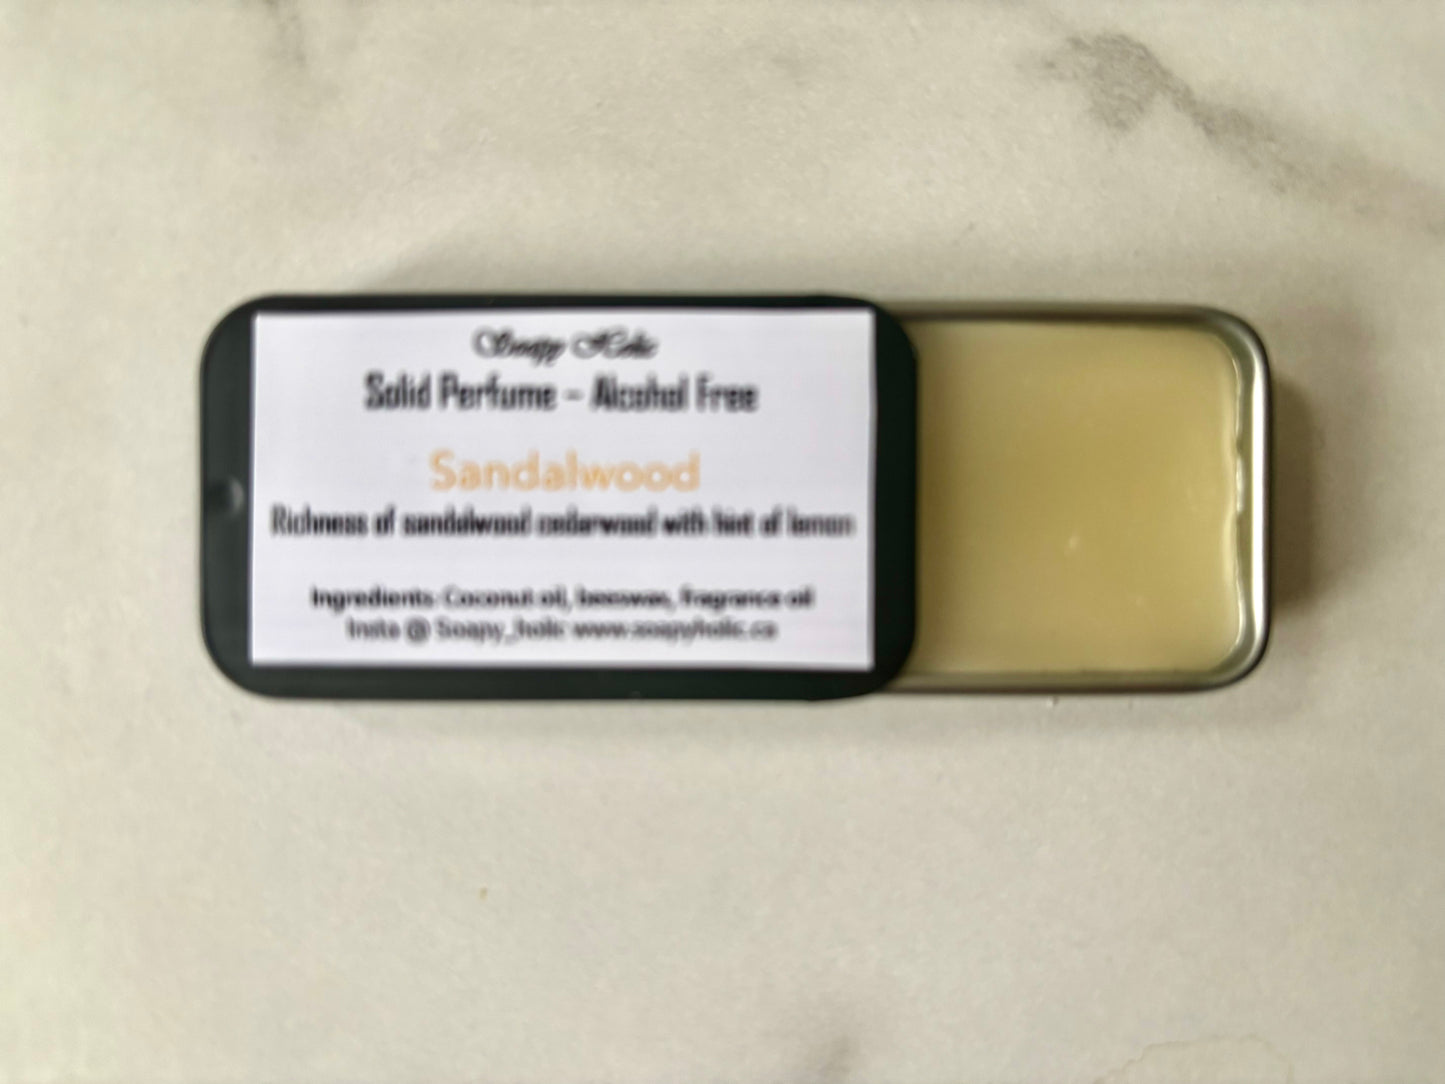 Soapy Holic
Solid Perfume - Alcohol Free
Sandalwood
Richness of sandalwood cedarwood with hint of lemon
Ingredients: Coconut oil, beeswax, fragrance oil
Insta @ Soapy_holic www.soapyholic.ca